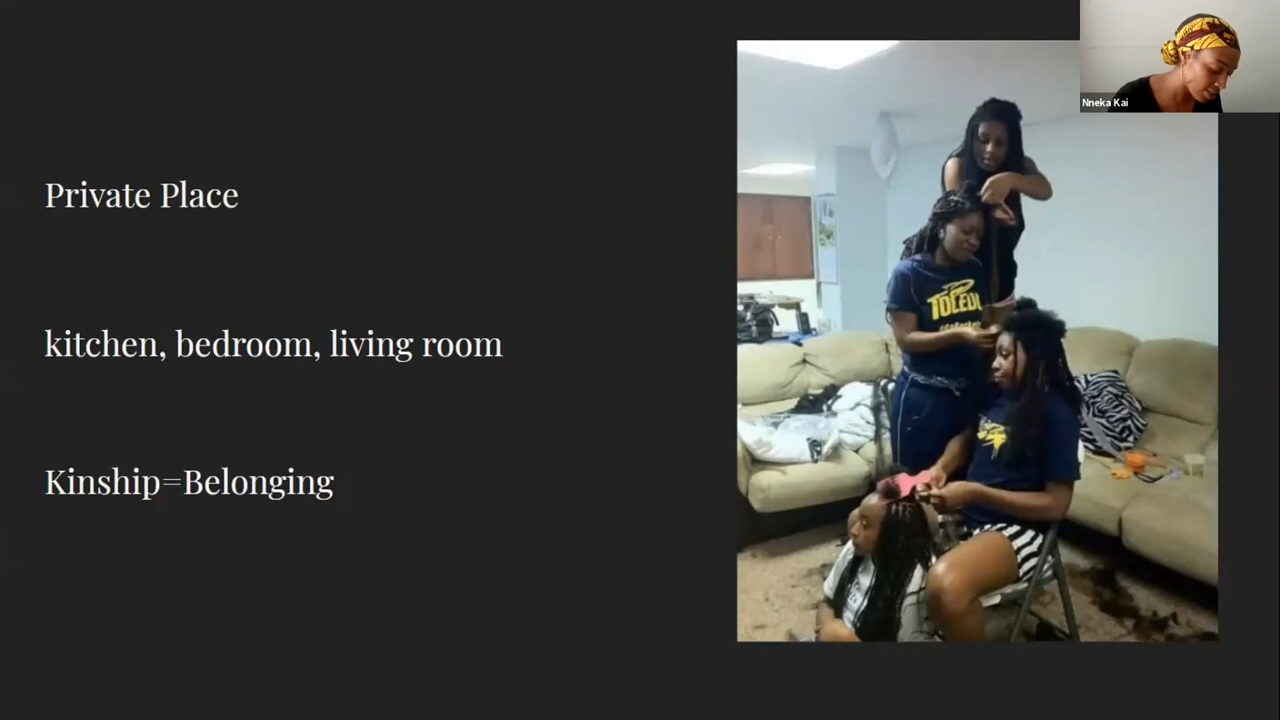 Private Place
kitchen, bedroom, living room
Kinship=Belonging
Nneka Kai
TOLEDO